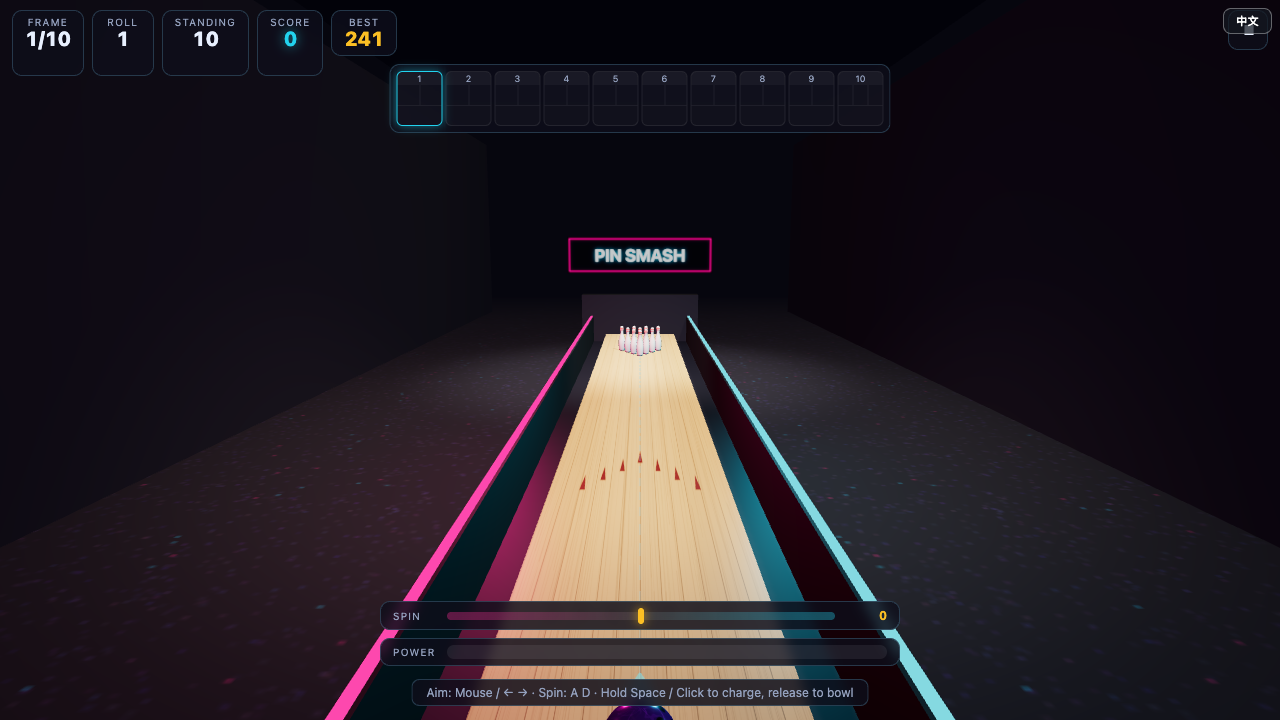 FRAME
1/10
ROLL
1
STANDING
10
SCORE
0
BEST
241
中文
1 2 3 4 5 6 7 8 9 10
PIN SMASH
SPIN 0
POWER
Aim: Mouse / ← → · Spin: A D · Hold Space / Click to charge, release to bowl